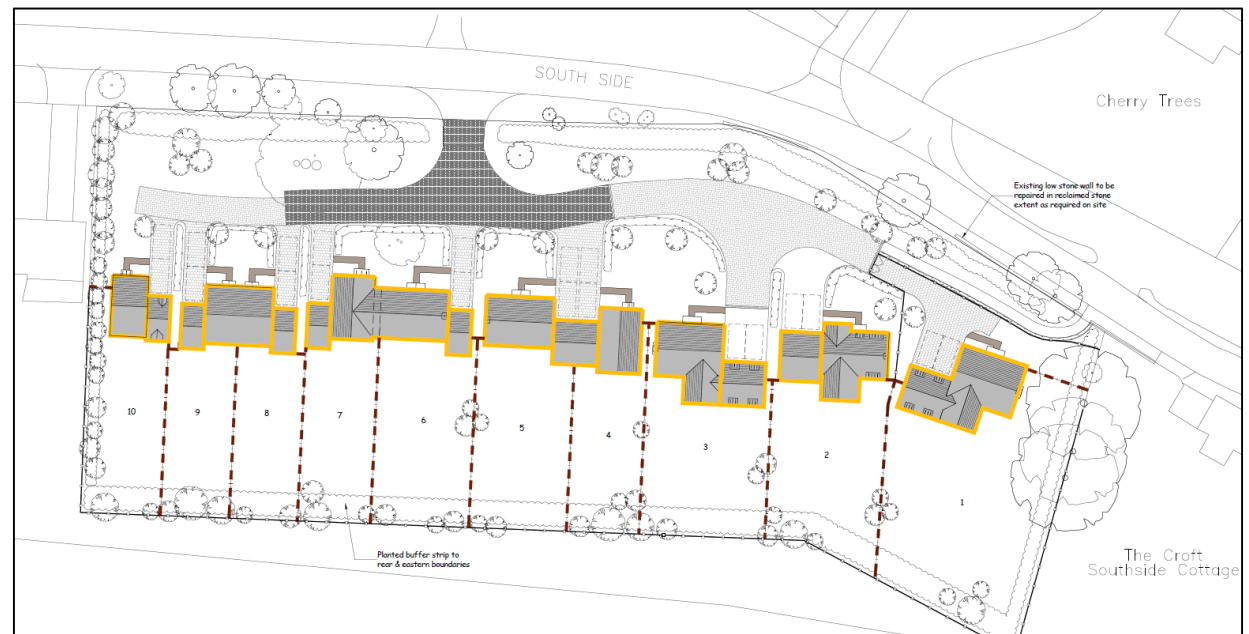 SOUTH SIDE
Cherry Trees
Existing low stone wall to be
repaired in reclaimed stone
extent as required on site
10
9
8
7
6
5
4
3
2
1
Planted buffer strip to
rear & eastern boundaries
The Croft
Southside Cottage